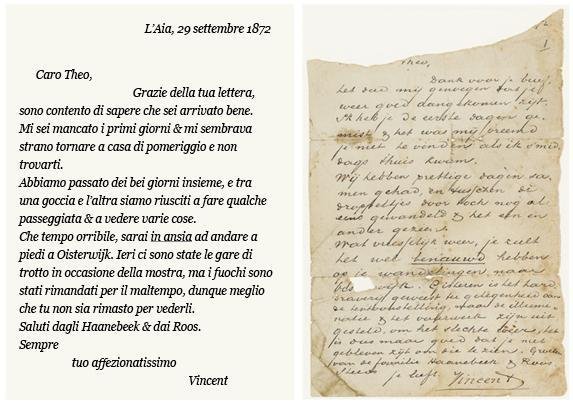 L'Aia, 29 settembre 1872
Caro Theo,
Grazie della tua lettera,
sono contento di sapere che sei arrivato bene.
Mi sei mancato i primi giorni & mi sembrava
strano tornare a casa di pomeriggio e non
trovarti.
Abbiamo passato dei bei giorni insieme, e tra
una goccia e l'altra siamo riusciti a fare qualche
passeggiata & a vedere varie cose.
Che tempo orribile, sarai in ansia ad andare a
piedi a Oisterwijk. Ieri ci sono state le gare di
trotto in occasione della mostra, ma i fuochi sono
stati rimandati per il maltempo, dunque meglio
che tu non sia rimasto per vederli.
Saluti dagli Haanebeek & dai Roos.
Sempre
tuo affezionatissimo
Vincent
Theo,
Dank voor je brief,
het deed mij genoegen dat je
weer goed aangekomen zijt.
Ik heb je de eerste dagen ge-
mist & het was mij vreemd
je niet te vinden als ik s'mid
dags thuis kwam.
Wij hebben prettige dagen sa,
men gehad, en tusschen de
droppeltjes door toch nog al
eens gewandeld & het een en
ander gezien.
Wat vreeselijk weer, je zult
het wel benauwd hebben
op je wandelingen naar
wijk. Gisteren is het hard,
draverij geweest ter gelegenheid van
de tentoonstelling, maar de illumi-
natie & het vuurwerk zijn uit
gesteld, om het slechte weer, het
is dus maar goed dat je niet
gebleven zijt om die te zien. Groeten
van de familie Haanebeek & Roos
je liefh. Vincent